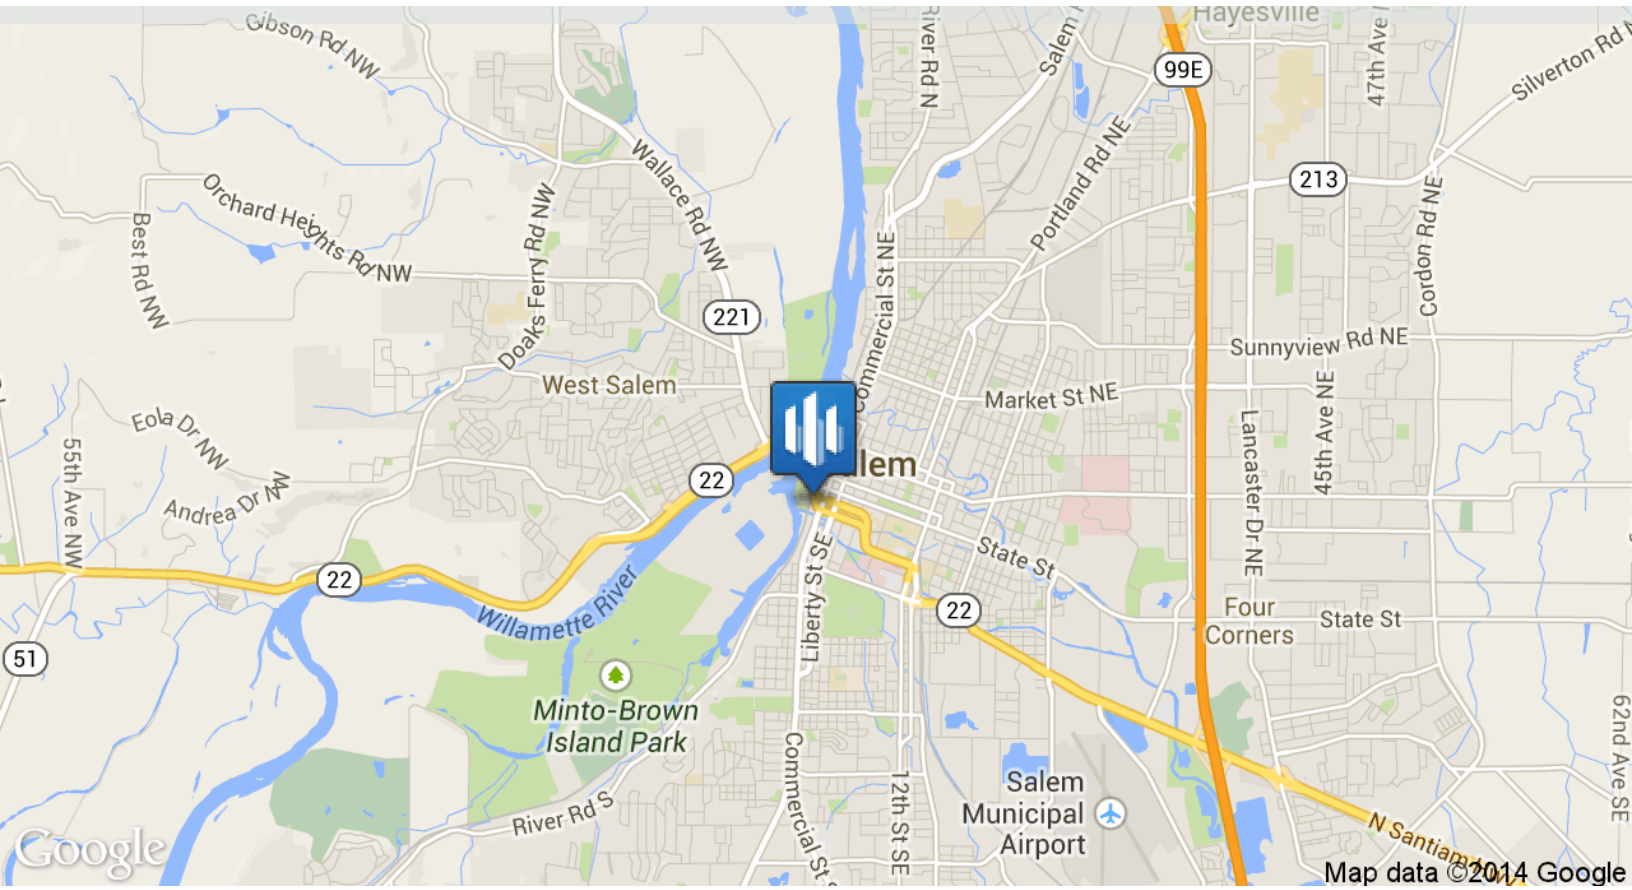 Gibson Rd NW
River Rd N
Hayesville
99E
47th Ave
Silverton Rd
Salem
Orchard Heights Rd NW
Best Rd NW
Wallace Rd NW
Doaks Ferry Rd NW
Portland Rd NE
213
Cordon Rd NE
221
Commercial St NE
Sunnyview Rd NE
West Salem
Market St NE
45th Ave NE
Lancaster Dr NE
Eola Dr NW
55th Ave NW
Andrea Dr NW
22
lem
State St
22
Liberty St SE
22
Willamette River
Four
Corners
State St
51
Minto-Brown
Island Park
Commercial St S
12th St SE
Salem
Municipal
Airport
62nd Ave SE
River Rd S
N Santiam
Google
Map data ©2014 Google